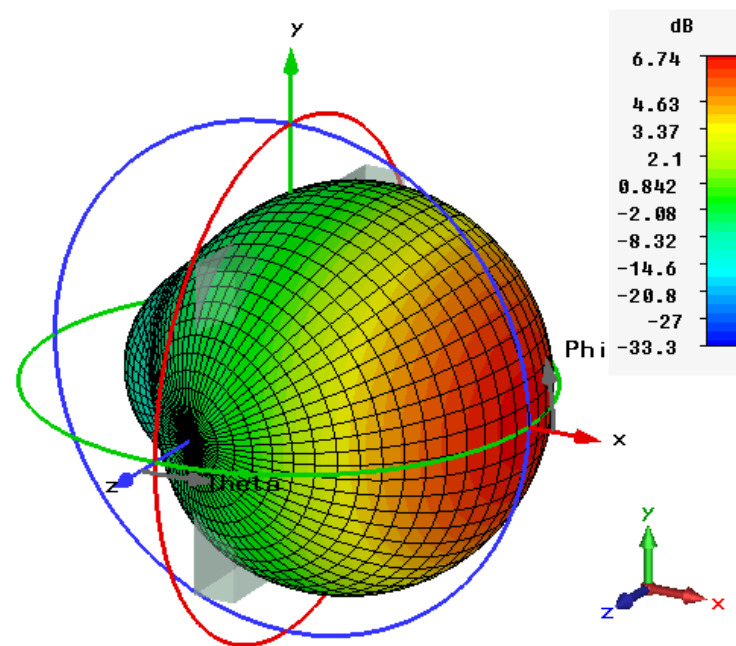 y
dB
6.74
4.63
3.37
2.1
0.842
-2.08
-8.32
-14.6
-20.8
-27
-33.3
Phi
x
z
Theta
y
z
x